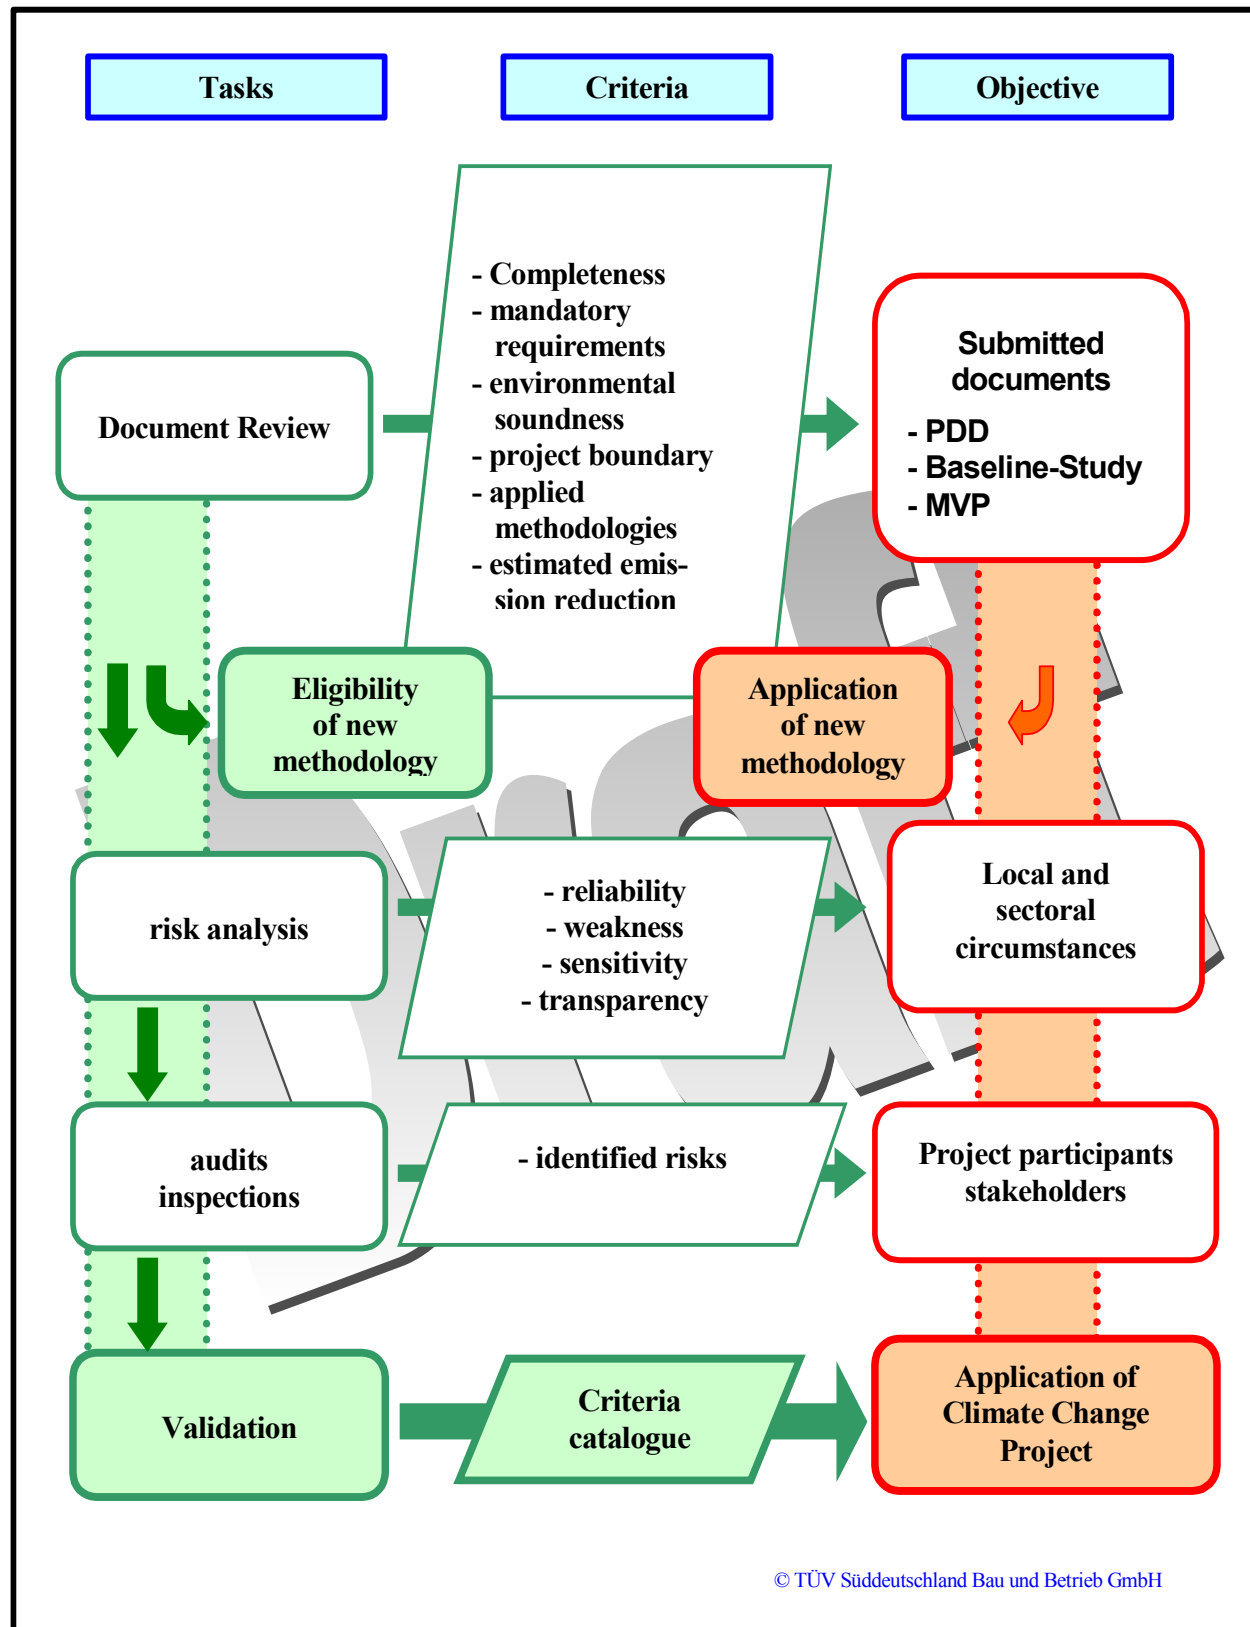 Tasks
Criteria
Objective
- Completeness
- mandatory
requirements
- environmental
soundness
- project boundary
- applied
methodologies
- estimated emis-
sion reduction
Document Review
Submitted
documents
- PDD
- Baseline-Study
- MVP
Eligibility
of new
methodology
Application
of new
methodology
risk analysis
- reliability
- weakness
- sensitivity
- transparency
Local and
sectoral
circumstances
audits
inspections
- identified risks
Project participants
stakeholders
Validation
Criteria
catalogue
Application of
Climate Change
Project
© TÜV Süddeutschland Bau und Betrieb GmbH